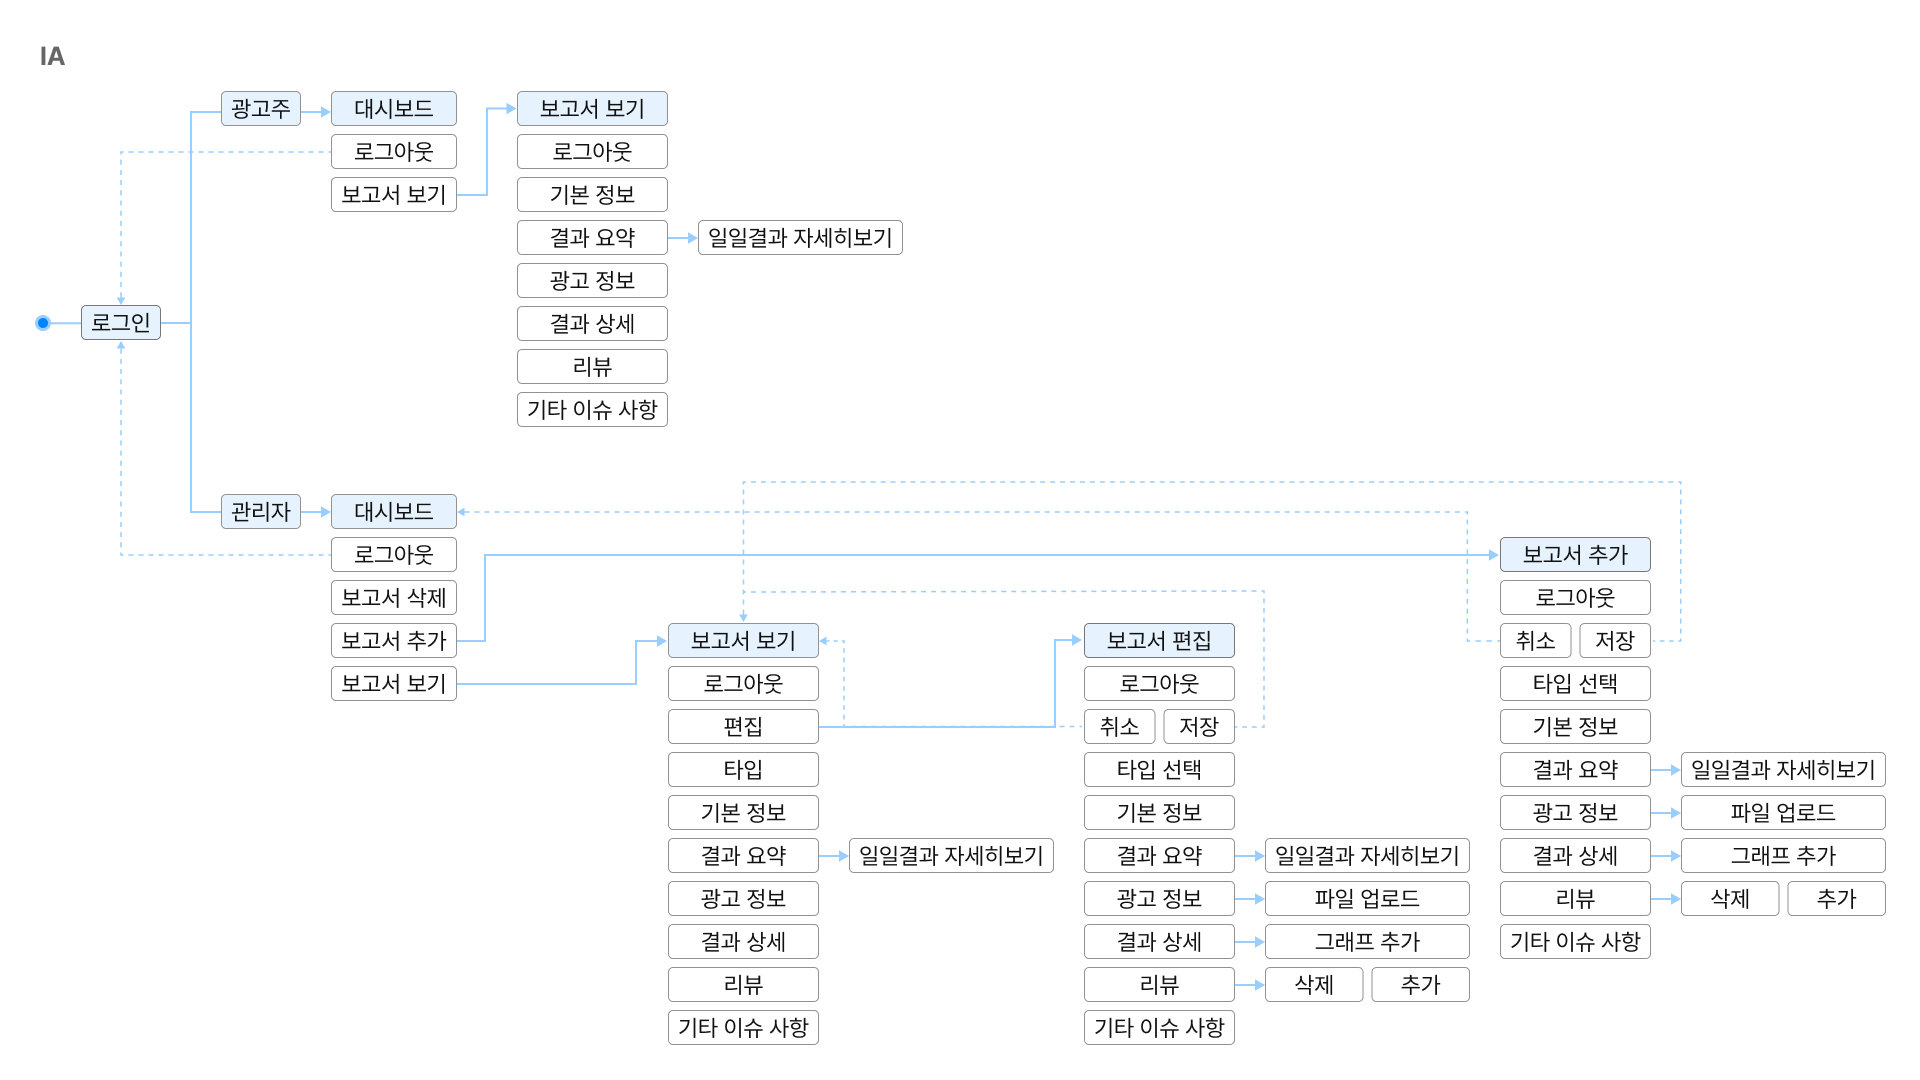 IA
광고주
대시보드
로그아웃
보고서 보기
보고서 보기
로그아웃
기본 정보
결과 요약
일일결과 자세히보기
광고 정보
결과 상세
리뷰
기타 이슈 사항
로그인
관리자
대시보드
로그아웃
보고서 삭제
보고서 추가
보고서 보기
보고서 보기
로그아웃
편집
타입
기본 정보
결과 요약
일일결과 자세히보기
광고 정보
결과 상세
리뷰
기타 이슈 사항
보고서 편집
로그아웃
취소 저장
타입 선택
기본 정보
결과 요약
일일결과 자세히보기
광고 정보
파일 업로드
결과 상세
그래프 추가
리뷰
삭제 추가
기타 이슈 사항
보고서 추가
로그아웃
취소 저장
타입 선택
기본 정보
결과 요약
일일결과 자세히보기
광고 정보
파일 업로드
결과 상세
그래프 추가
리뷰
삭제 추가
기타 이슈 사항